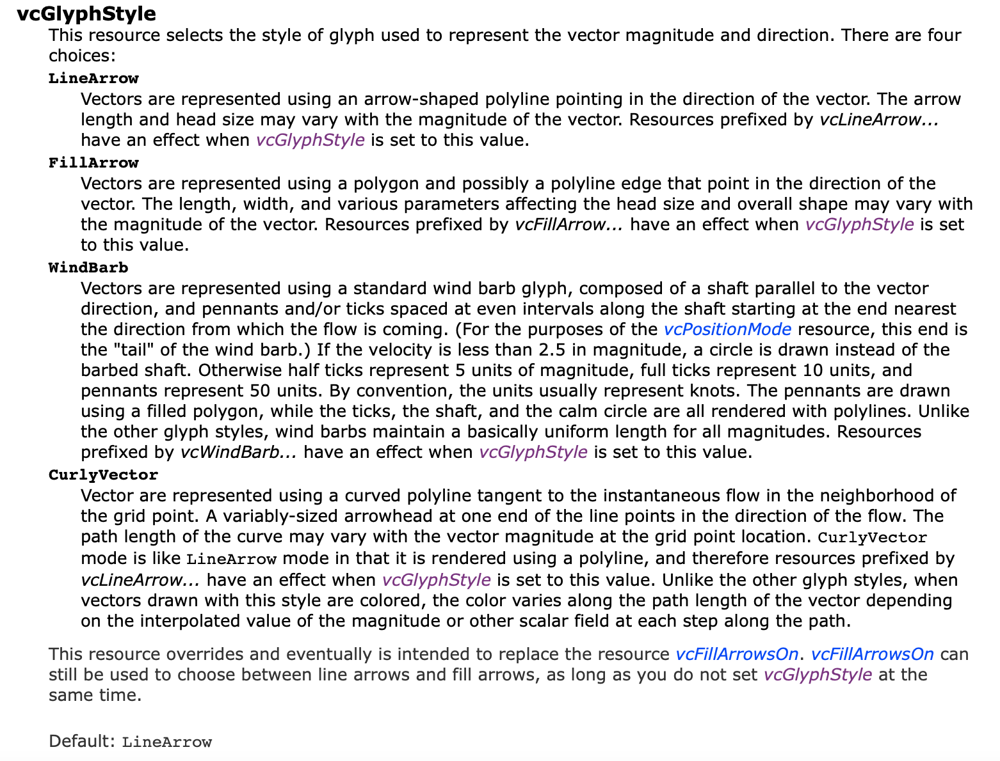 vcGlyphStyle
This resource selects the style of glyph used to represent the vector magnitude and direction. There are four
choices:
LineArrow
Vectors are represented using an arrow-shaped polyline pointing in the direction of the vector. The arrow
length and head size may vary with the magnitude of the vector. Resources prefixed by vcLineArrow...
have an effect when vcGlyphStyle is set to this value.
FillArrow
Vectors are represented using a polygon and possibly a polyline edge that point in the direction of the
vector. The length, width, and various parameters affecting the head size and overall shape may vary with
the magnitude of the vector. Resources prefixed by vcFillArrow... have an effect when vcGlyphStyle is set
to this value.
WindBarb
Vectors are represented using a standard wind barb glyph, composed of a shaft parallel to the vector
direction, and pennants and/or ticks spaced at even intervals along the shaft starting at the end nearest
the direction from which the flow is coming. (For the purposes of the vcPositionMode resource, this end is
the "tail" of the wind barb.) If the velocity is less than 2.5 in magnitude, a circle is drawn instead of the
barbed shaft. Otherwise half ticks represent 5 units of magnitude, full ticks represent 10 units, and
pennants represent 50 units. By convention, the units usually represent knots. The pennants are drawn
using a filled polygon, while the ticks, the shaft, and the calm circle are all rendered with polylines. Unlike
the other glyph styles, wind barbs maintain a basically uniform length for all magnitudes. Resources
prefixed by vcWindBarb... have an effect when vcGlyphStyle is set to this value.
CurlyVector
Vector are represented using a curved polyline tangent to the instantaneous flow in the neighborhood of
the grid point. A variably-sized arrowhead at one end of the line points in the direction of the flow. The
path length of the curve may vary with the vector magnitude at the grid point location. CurlyVector
mode is like LineArrow mode in that it is rendered using a polyline, and therefore resources prefixed by
vcLineArrow... have an effect when vcGlyphStyle is set to this value. Unlike the other glyph styles, when
vectors drawn with this style are colored, the color varies along the path length of the vector depending
on the interpolated value of the magnitude or other scalar field at each step along the path.
This resource overrides and eventually is intended to replace the resource vcFillArrowsOn. vcFillArrowsOn can
still be used to choose between line arrows and fill arrows, as long as you do not set vcGlyphStyle at the
same time.
Default: LineArrow